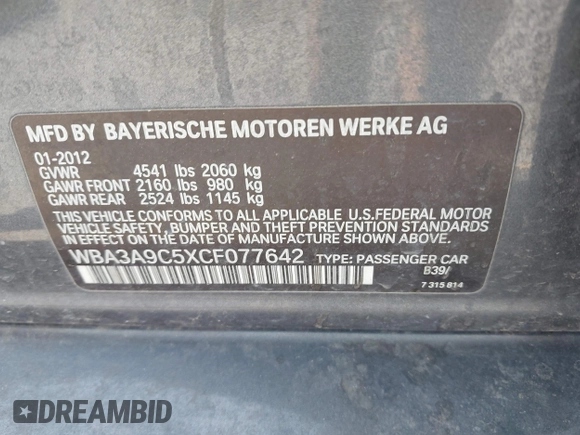 MFD BY BAYERISCHE MOTOREN WERKE AG
01-2012
GVWR 4541 lbs 2060 kg
GAWR FRONT 2160 lbs 980 kg
GAWR REAR 2524 lbs 1145 kg
THIS VEHICLE CONFORMS TO ALL APPLICABLE U.S.FEDERAL MOTOR
VEHICLE SAFETY, BUMPER AND THEFT PREVENTION STANDARDS
IN EFFECT ON THE DATE OF MANUFACTURE SHOWN ABOVE.
WBA3A9C5XCF077642 TYPE: PASSENGER CAR
B39/
7 315 814
DREAMBID